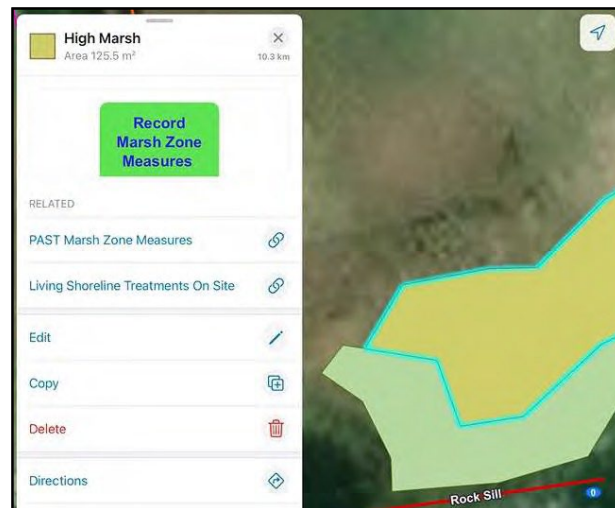 High Marsh
Area 125.5 m²
10.3 km
Record
Marsh Zone
Measures
RELATED
PAST Marsh Zone Measures
Living Shoreline Treatments On Site
Edit
Copy
Delete
Directions
Rock Sill
0